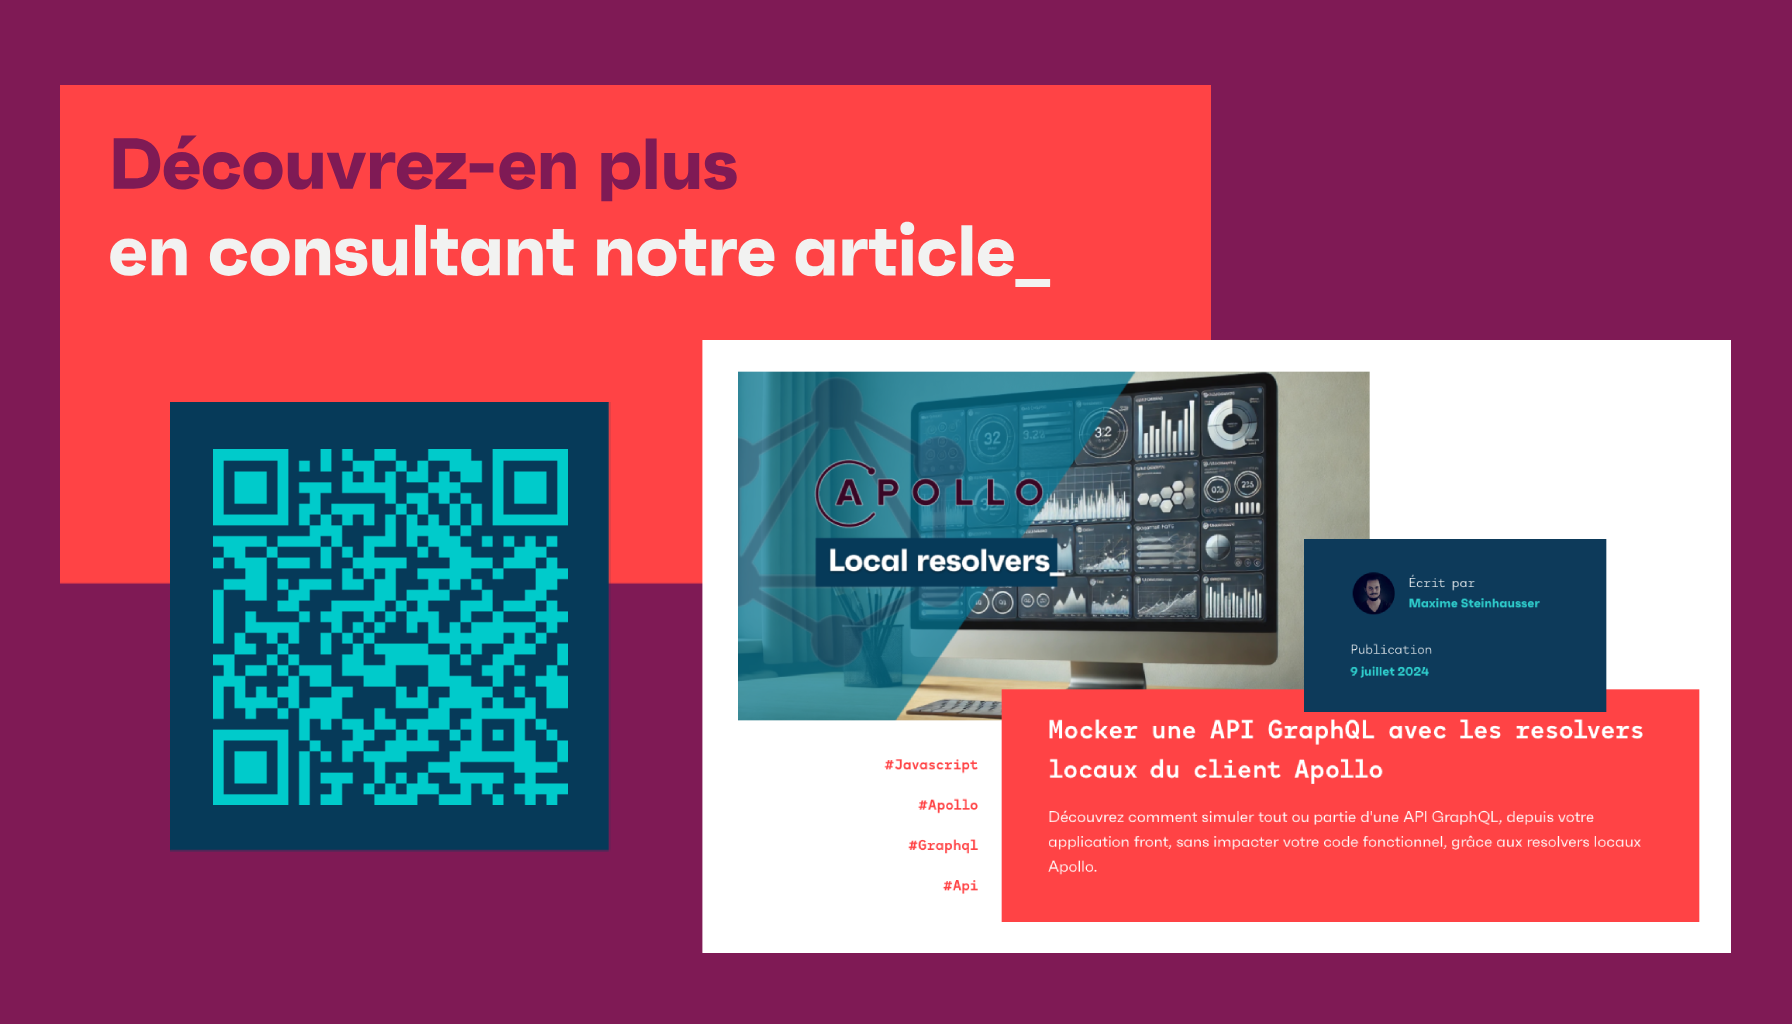 Découvrez-en plus
en consultant notre article_
APOLLO
Local resolvers_
Écrit par
Maxime Steinhausser
Publication
9 juillet 2024
#Javascript
#Apollo
#Graphql
#Api
Mocker une API GraphQL avec les resolvers
locaux du client Apollo
Découvrez comment simuler tout ou partie d'une API GraphQL, depuis votre
application front, sans impacter votre code fonctionnel, grâce aux resolvers locaux
Apollo.